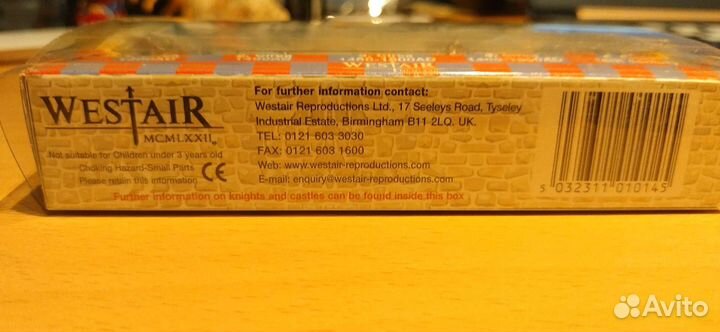 WESTAIR
WESTAIR
MCMLXXII
Not suitable for Children under 3 years old
Choking Hazard-Small Parts
Please retain this information
CE
For further information contact:
Westair Reproductions Ltd., 17 Seeleys Road, Tyseley
Industrial Estate, Birmingham B11 2LQ. UK.
TEL: 0121 603 3030
FAX: 0121 603 1600
Web: www.westair-reproductions.com
E-mail: enquiry@westair-reproductions.com
5 032311 010145
Further information on knights and castles can be found inside this box
Avito